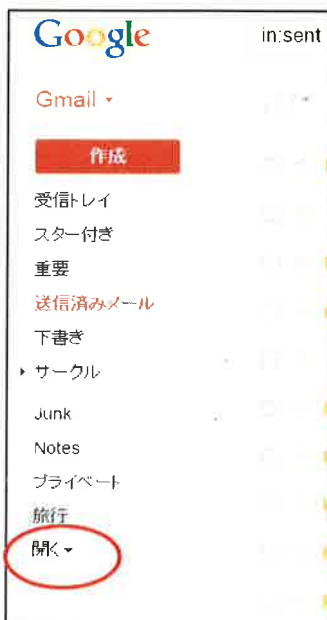 Google
in:sent
Gmail
作成
受信トレイ
スター付き
重要
送信済みメール
下書き
サークル
Junk
Notes
プライベート
旅行
開く